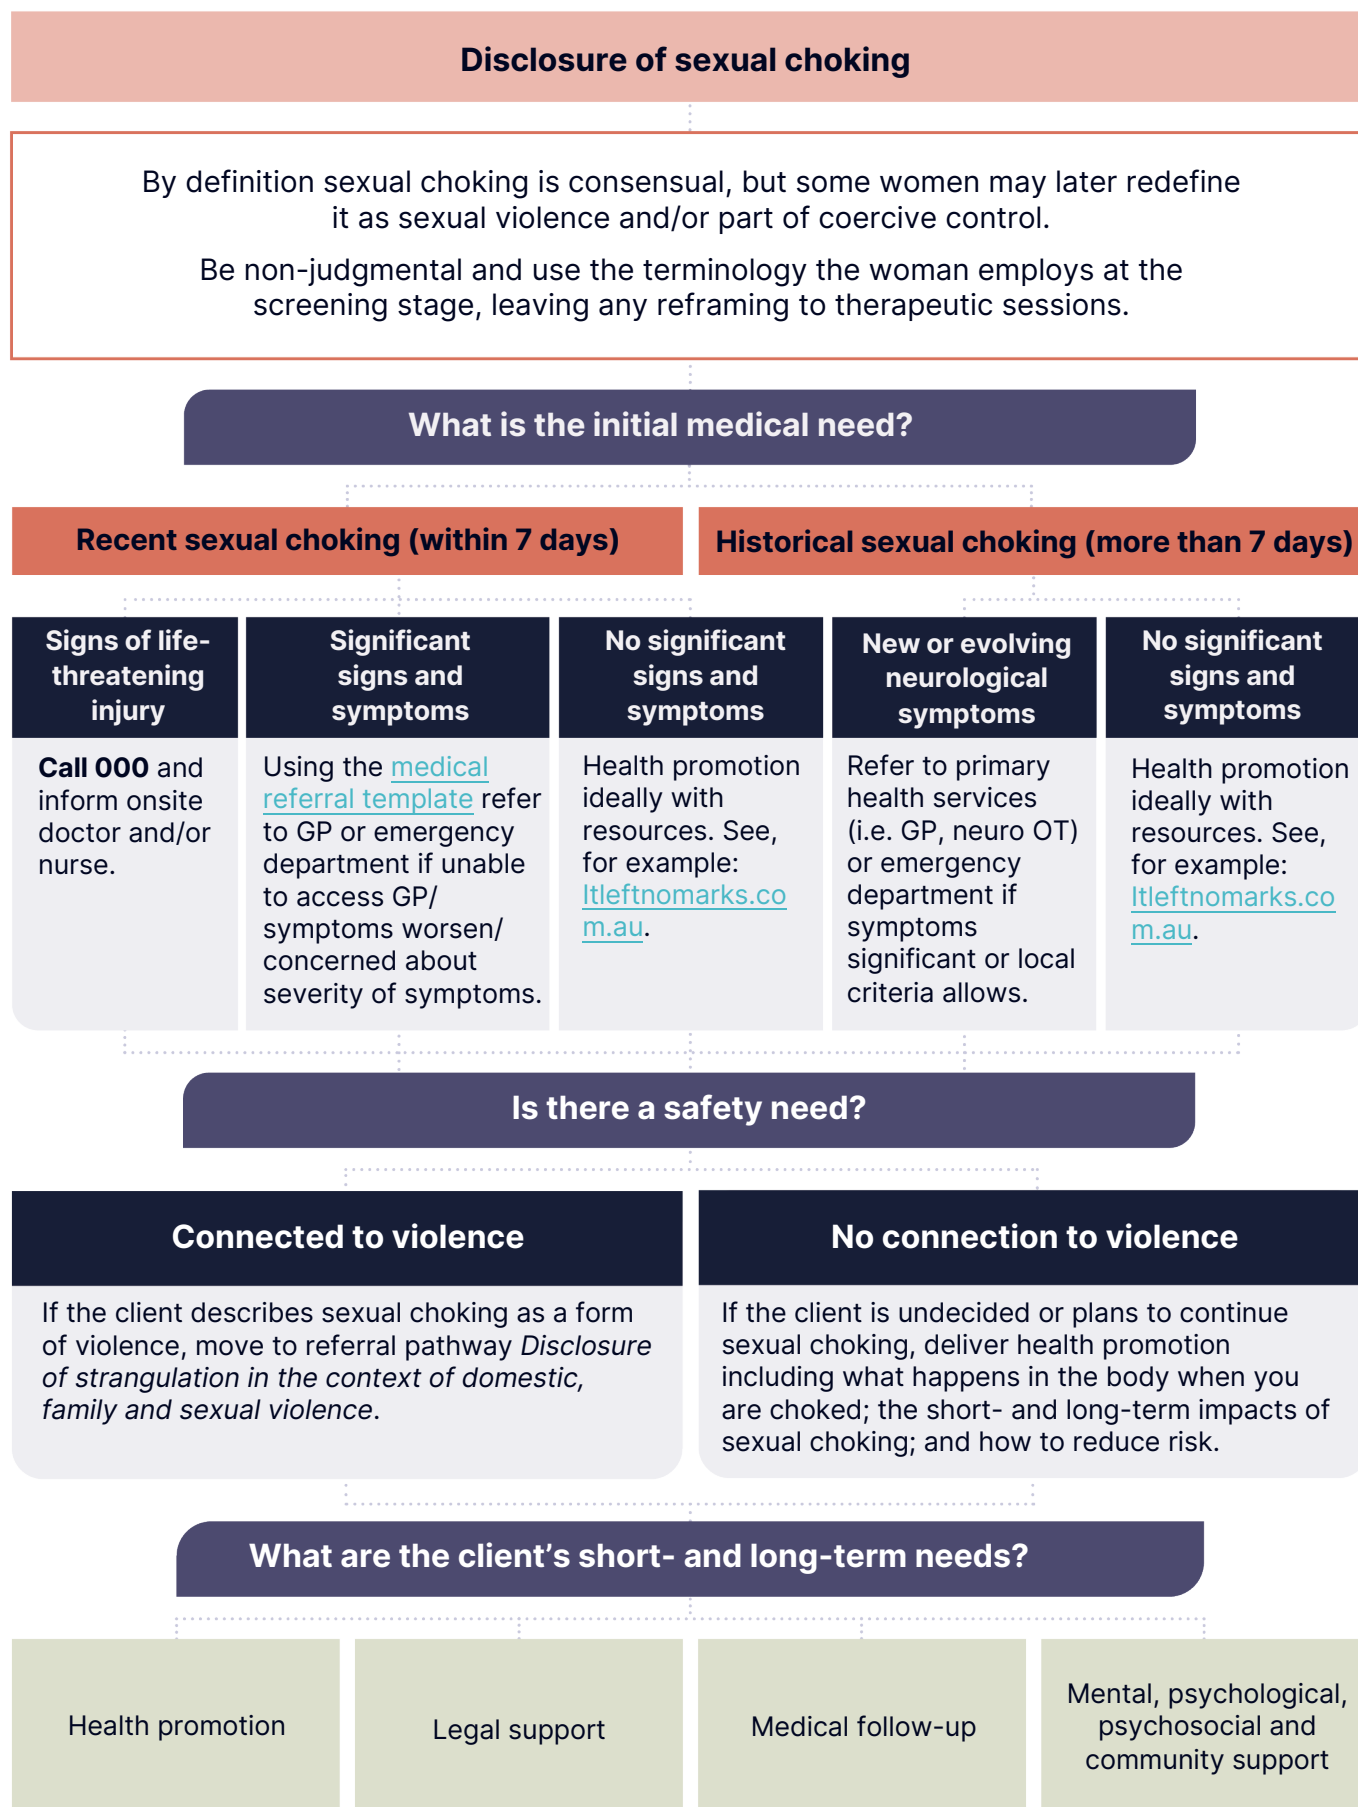 Disclosure of sexual choking
By definition sexual choking is consensual, but some women may later redefine
it as sexual violence and/or part of coercive control.
Be non-judgmental and use the terminology the woman employs at the
screening stage, leaving any reframing to therapeutic sessions.
What is the initial medical need?
Recent sexual choking (within 7 days)
Historical sexual choking (more than 7 days)
Signs of life-
threatening
injury
Call 000 and
inform onsite
doctor and/or
nurse.
Significant
signs and
symptoms
Using the medical
referral template refer
to GP or emergency
department if unable
to access GP/
symptoms worsen/
concerned about
severity of symptoms.
No significant
signs and
symptoms
Health promotion
ideally with
resources. See,
for example:
Itleftnomarks.co
m.au.
New or evolving
neurological
symptoms
Refer to primary
health services
(i.e. GP, neuro OT)
or emergency
department if
symptoms
significant or local
criteria allows.
No significant
signs and
symptoms
Health promotion
ideally with
resources. See,
for example:
Itleftnomarks.co
m.au.
Is there a safety need?
Connected to violence
If the client describes sexual choking as a form
of violence, move to referral pathway Disclosure
of strangulation in the context of domestic,
family and sexual violence.
No connection to violence
If the client is undecided or plans to continue
sexual choking, deliver health promotion
including what happens in the body when you
are choked; the short- and long-term impacts of
sexual choking; and how to reduce risk.
What are the client’s short- and long-term needs?
Health promotion
Legal support
Medical follow-up
Mental, psychological,
psychosocial and
community support